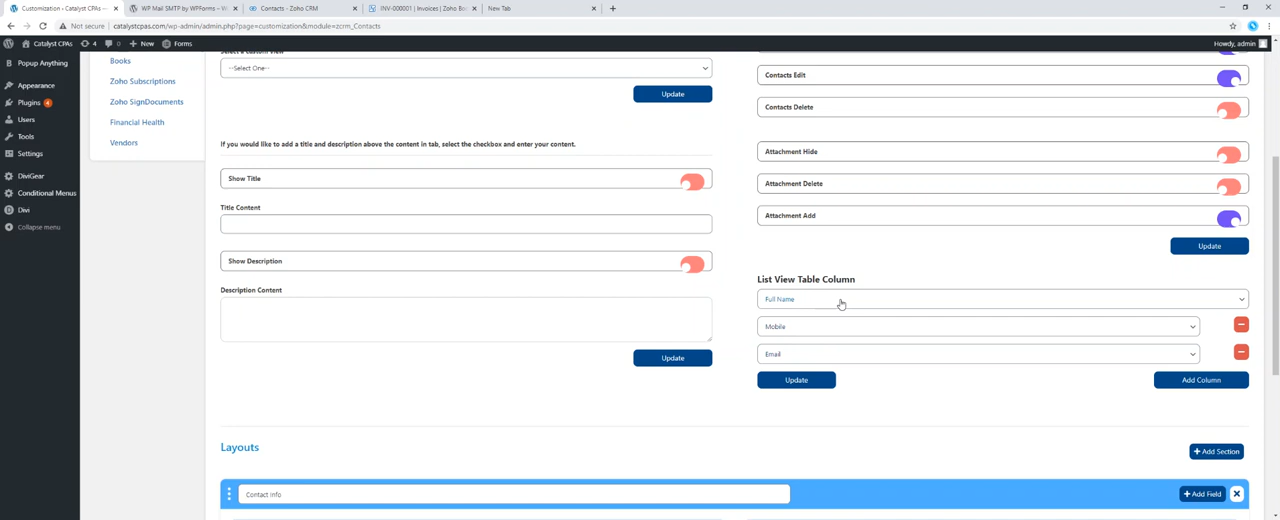 Customization ‹ Catalyst CPAs
WP Mail SMTP by WPForms
Contacts - Zoho CRM
INV-000001 | Invoices | Zoho Bo
New Tab
Not secure
catalystcpas.com/wp-admin/admin.php?page=customization&module=zcrm_Contacts
Catalyst CPAs
4
0
New
Forms
Howdy, admin
Popup Anything
Appearance
Plugins 4
Users
Tools
Settings
DiviGear
Conditional Menus
Divi
Collapse menu
Books
Zoho Subscriptions
Zoho SignDocuments
Financial Health
Vendors
Select a Custom View
--Select One--
Update
If you would like to add a title and description above the content in tab, select the checkbox and enter your content.
Show Title
Title Content
Show Description
Description Content
Update
Contacts Edit
Contacts Delete
Attachment Hide
Attachment Delete
Attachment Add
Update
List View Table Column
Full Name
Mobile
Email
Update
Add Column
Layouts
Add Section
Contact info
Add Field